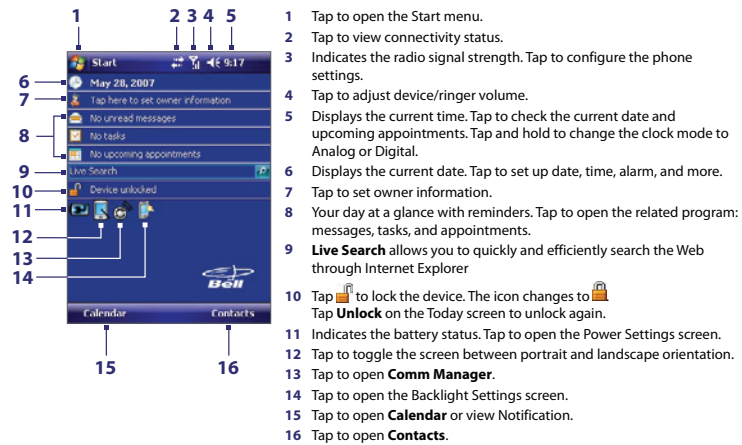 1 2 3 4 5
Start 9:17
6 May 28, 2007
7 Tap here to set owner information
No unread messages
8 No tasks
No upcoming appointments
9 Live Search
10 Device unlocked
11
12
13
14
Bell
Calendar Contacts
15 16
1 Tap to open the Start menu.
2 Tap to view connectivity status.
3 Indicates the radio signal strength. Tap to configure the phone
settings.
4 Tap to adjust device/ringer volume.
5 Displays the current time. Tap to check the current date and
upcoming appointments. Tap and hold to change the clock mode to
Analog or Digital.
6 Displays the current date. Tap to set up date, time, alarm, and more.
7 Tap to set owner information.
8 Your day at a glance with reminders. Tap to open the related program:
messages, tasks, and appointments.
9 Live Search allows you to quickly and efficiently search the Web
through Internet Explorer
10 Tap to lock the device. The icon changes to
Tap Unlock on the Today screen to unlock again.
11 Indicates the battery status. Tap to open the Power Settings screen.
12 Tap to toggle the screen between portrait and landscape orientation.
13 Tap to open Comm Manager.
14 Tap to open the Backlight Settings screen.
15 Tap to open Calendar or view Notification.
16 Tap to open Contacts.